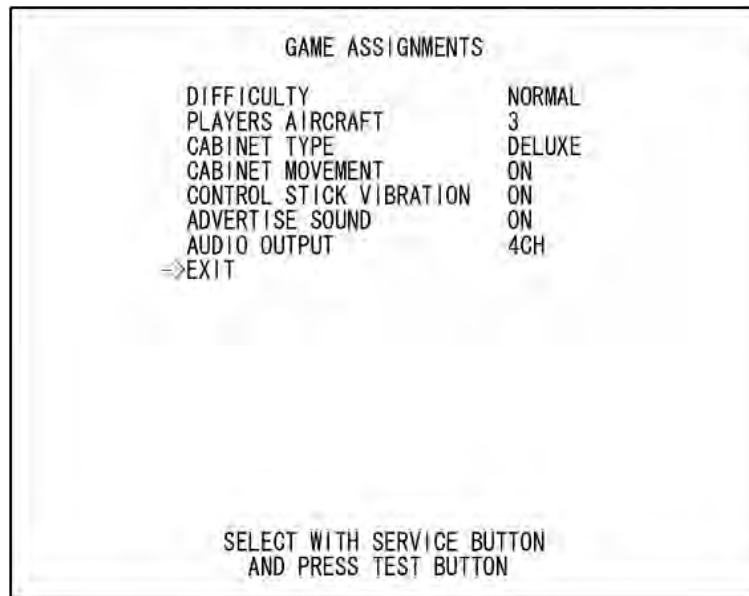 GAME ASSIGNMENTS
DIFFICULTY NORMAL
PLAYERS AIRCRAFT 3
CABINET TYPE DELUXE
CABINET MOVEMENT ON
CONTROL STICK VIBRATION ON
ADVERTISE SOUND ON
AUDIO OUTPUT 4CH
->EXIT
SELECT WITH SERVICE BUTTON
AND PRESS TEST BUTTON